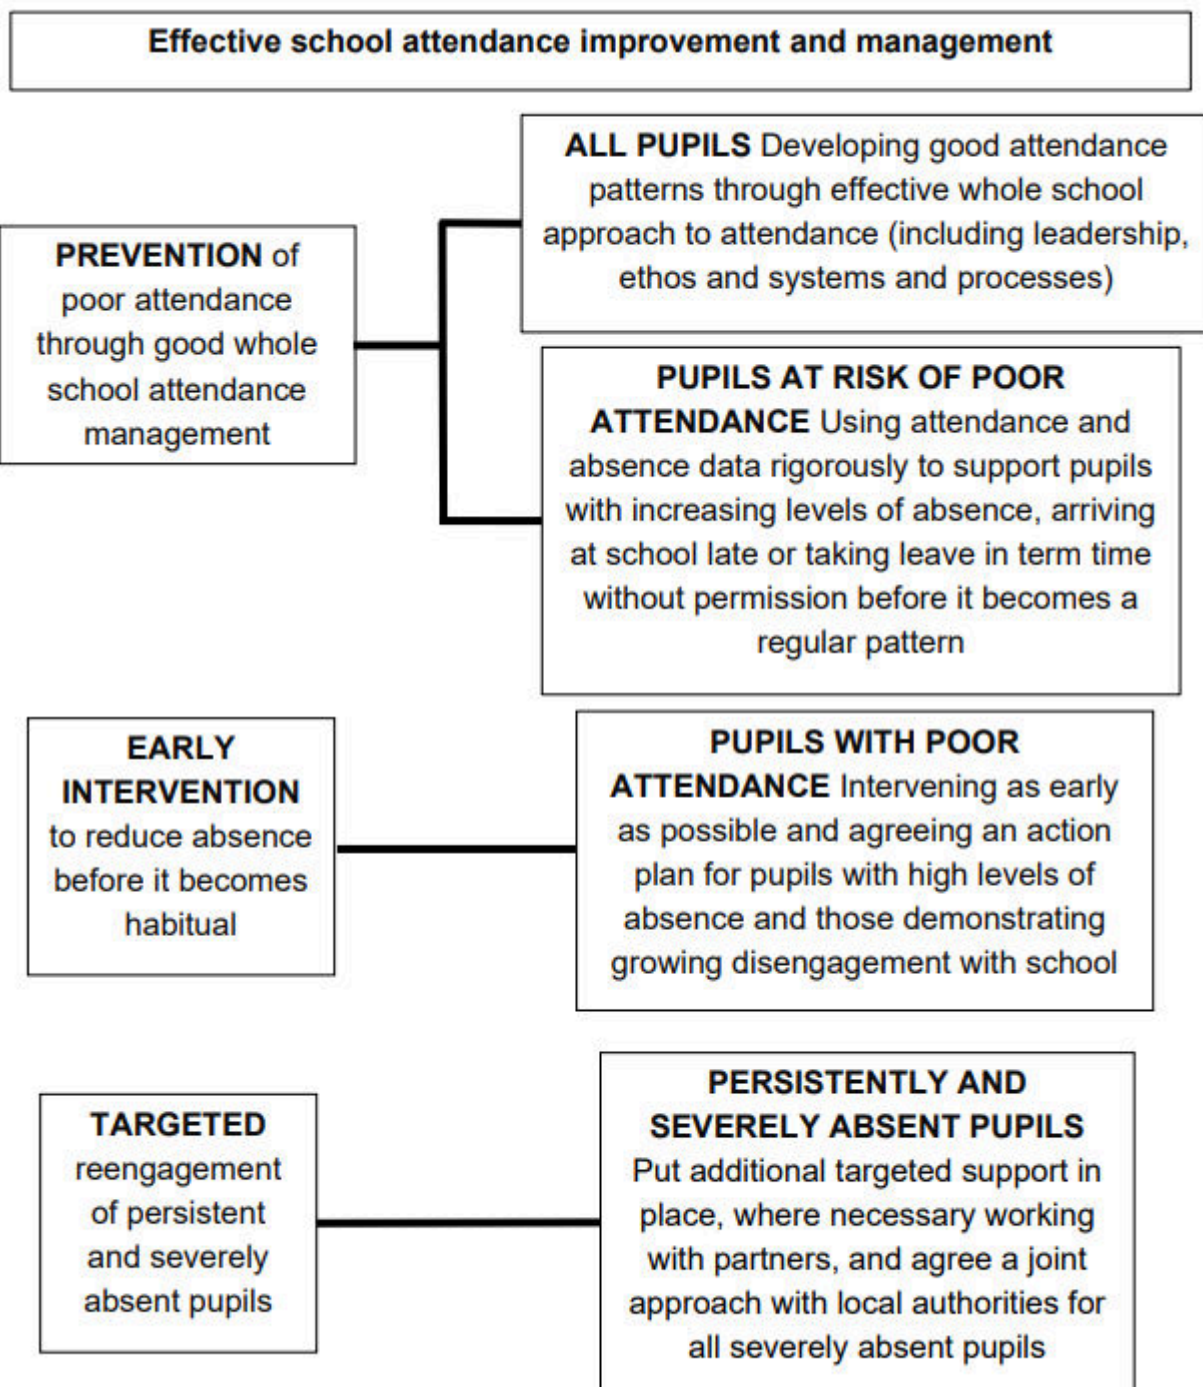 Effective school attendance improvement and management
PREVENTION of
poor attendance
through good whole
school attendance
management
ALL PUPILS Developing good attendance
patterns through effective whole school
approach to attendance (including leadership,
ethos and systems and processes)
PUPILS AT RISK OF POOR
ATTENDANCE Using attendance and
absence data rigorously to support pupils
with increasing levels of absence, arriving
at school late or taking leave in term time
without permission before it becomes a
regular pattern
EARLY
INTERVENTION
to reduce absence
before it becomes
habitual
PUPILS WITH POOR
ATTENDANCE Intervening as early
as possible and agreeing an action
plan for pupils with high levels of
absence and those demonstrating
growing disengagement with school
TARGETED
reengagement
of persistent
and severely
absent pupils
PERSISTENTLY AND
SEVERELY ABSENT PUPILS
Put additional targeted support in
place, where necessary working
with partners, and agree a joint
approach with local authorities for
all severely absent pupils